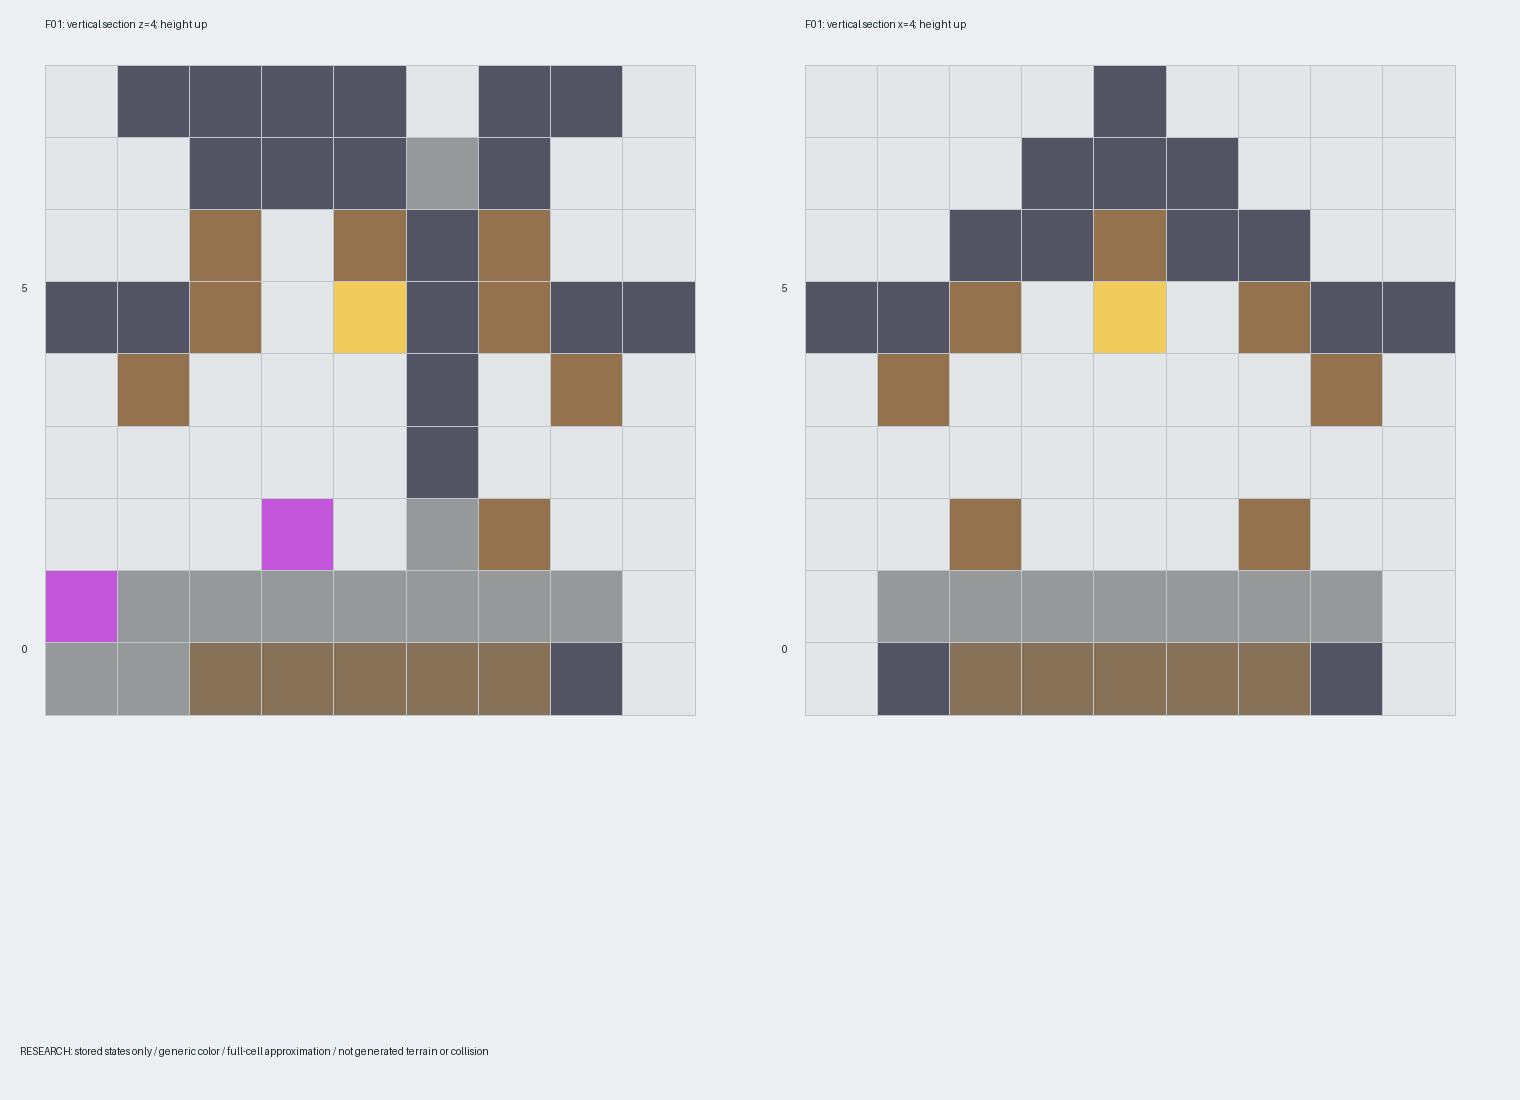 F01: vertical section z=4; height up
F01: vertical section x=4; height up
5
5
0
0
RESEARCH: stored states only / generic color / full-cell approximation / not generated terrain or collision